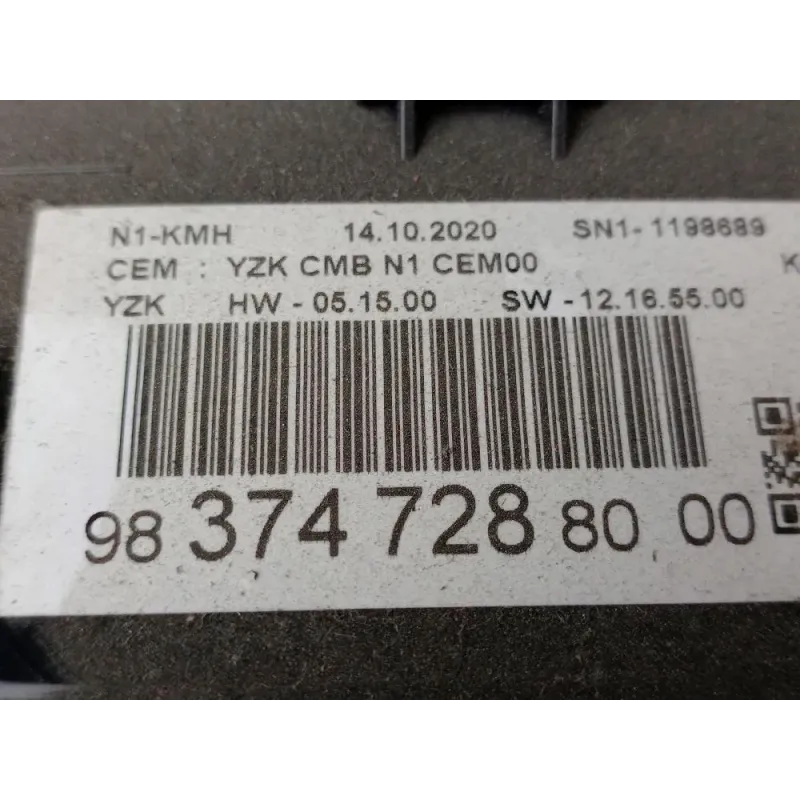 N1-KMH 14.10.2020 SN1-1198689
CEM : YZK CMB N1 CEM00 K
YZK HW - 05.15.00 SW - 12.16.55.00
98 374 728 80 00